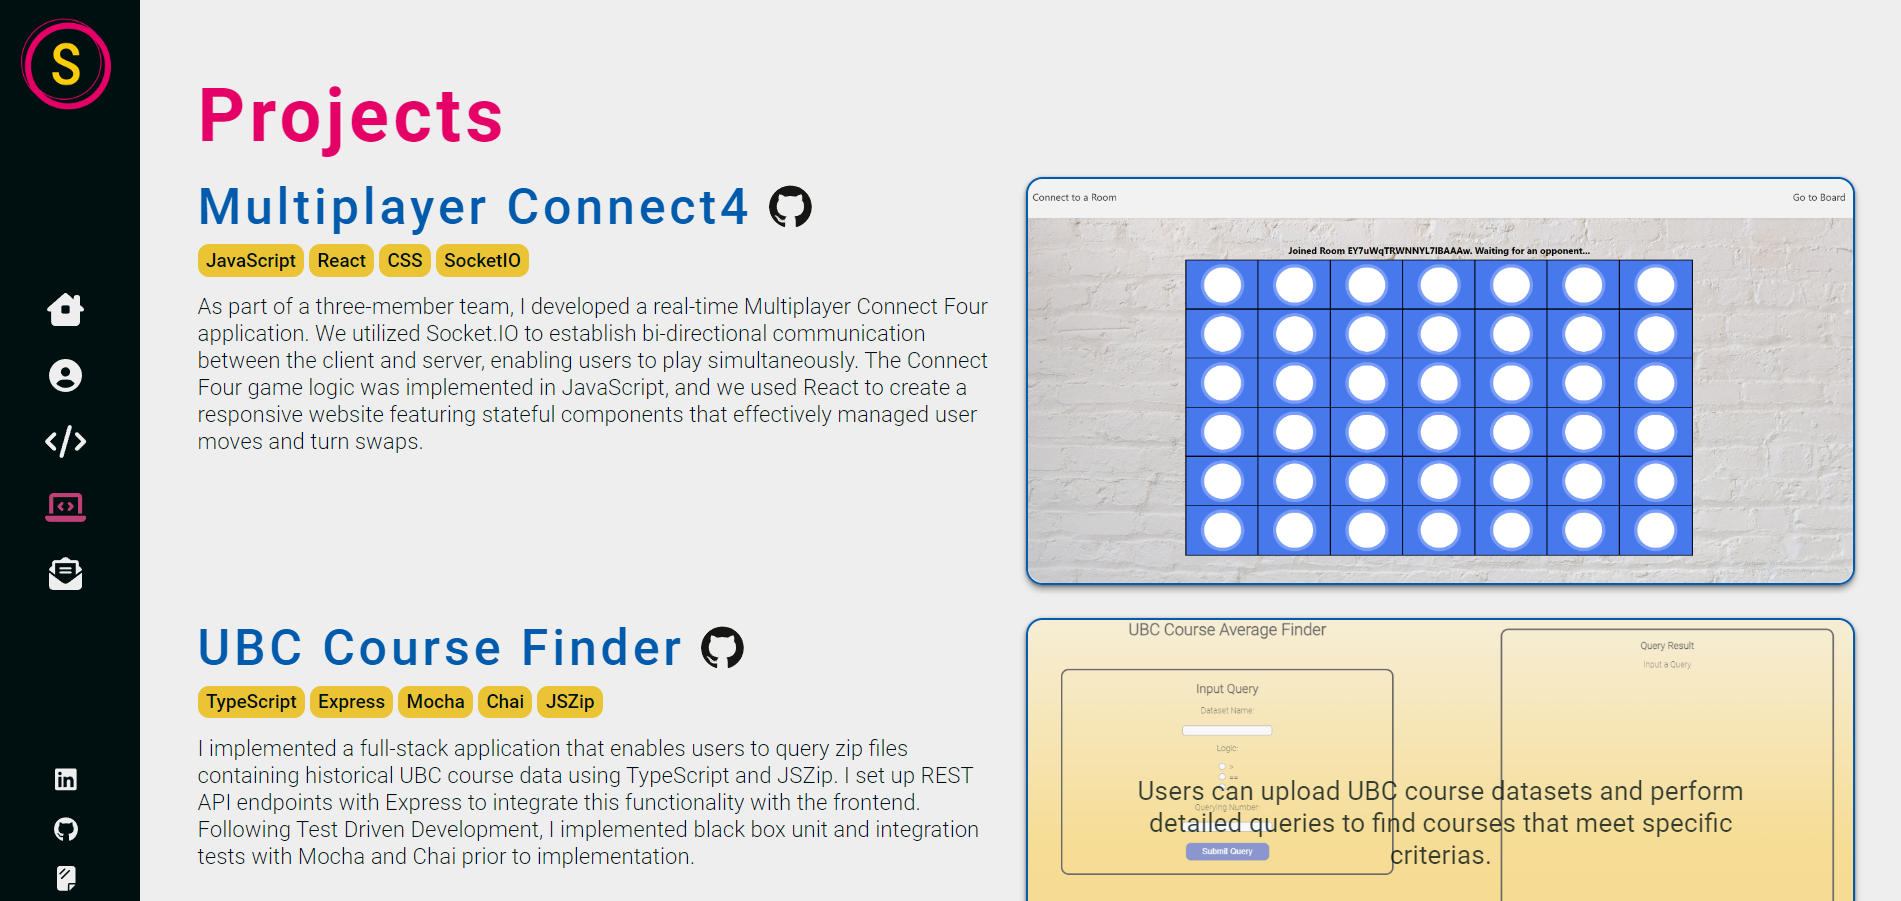 S
Projects
Multiplayer Connect4
JavaScript React CSS SocketIO
As part of a three-member team, I developed a real-time Multiplayer Connect Four
application. We utilized Socket.IO to establish bi-directional communication
between the client and server, enabling users to play simultaneously. The Connect
Four game logic was implemented in JavaScript, and we used React to create a
responsive website featuring stateful components that effectively managed user
moves and turn swaps.
Connect to a Room
Go to Board
Joined Room EY7uWqTRWNNYL7IBAAAw. Waiting for an opponent...
UBC Course Finder
TypeScript Express Mocha Chai JSZip
I implemented a full-stack application that enables users to query zip files
containing historical UBC course data using TypeScript and JSZip. I set up REST
API endpoints with Express to integrate this functionality with the frontend.
Following Test Driven Development, I implemented black box unit and integration
tests with Mocha and Chai prior to implementation.
UBC Course Average Finder
Input Query
Dataset Name:
Logic:
>
==
Querying Number:
Submit Query
Query Result
Input a Query
Users can upload UBC course datasets and perform
detailed queries to find courses that meet specific
criterias.